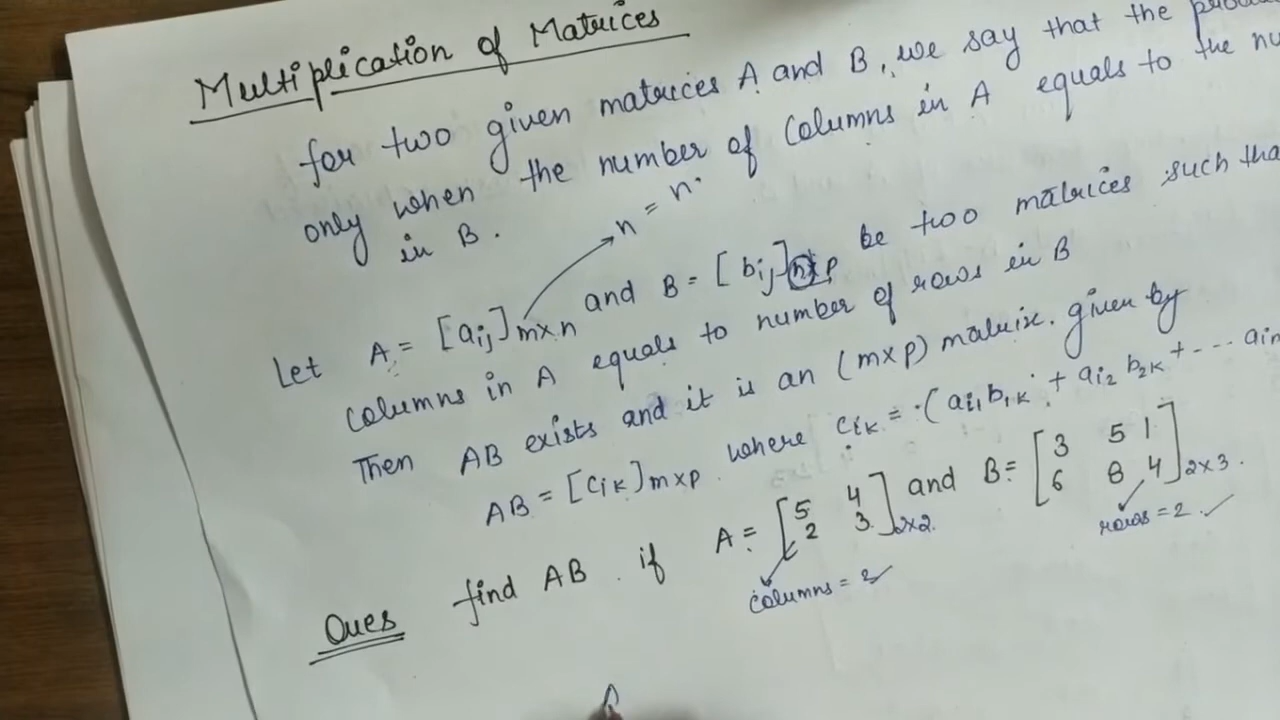 Multiplication of Matrices
for two given matrices A and B, we say that the
only when the number of columns in A equals to the
in B.
n = n.
Let A = [aij]m×n and B = [bij]n×p be two matrices such
columns in A equals to number of rows in B
Then AB exists and it is an (m×p) matrix. given by
AB = [cik]m×p where cik = (ai1 b1k + ai2 b2k + --- ain
Ques find AB if A = [5 4
2 3]2×2 and B = [3 5 1
6 8 4]2×3.
columns = 2 ✓
rows = 2 ✓